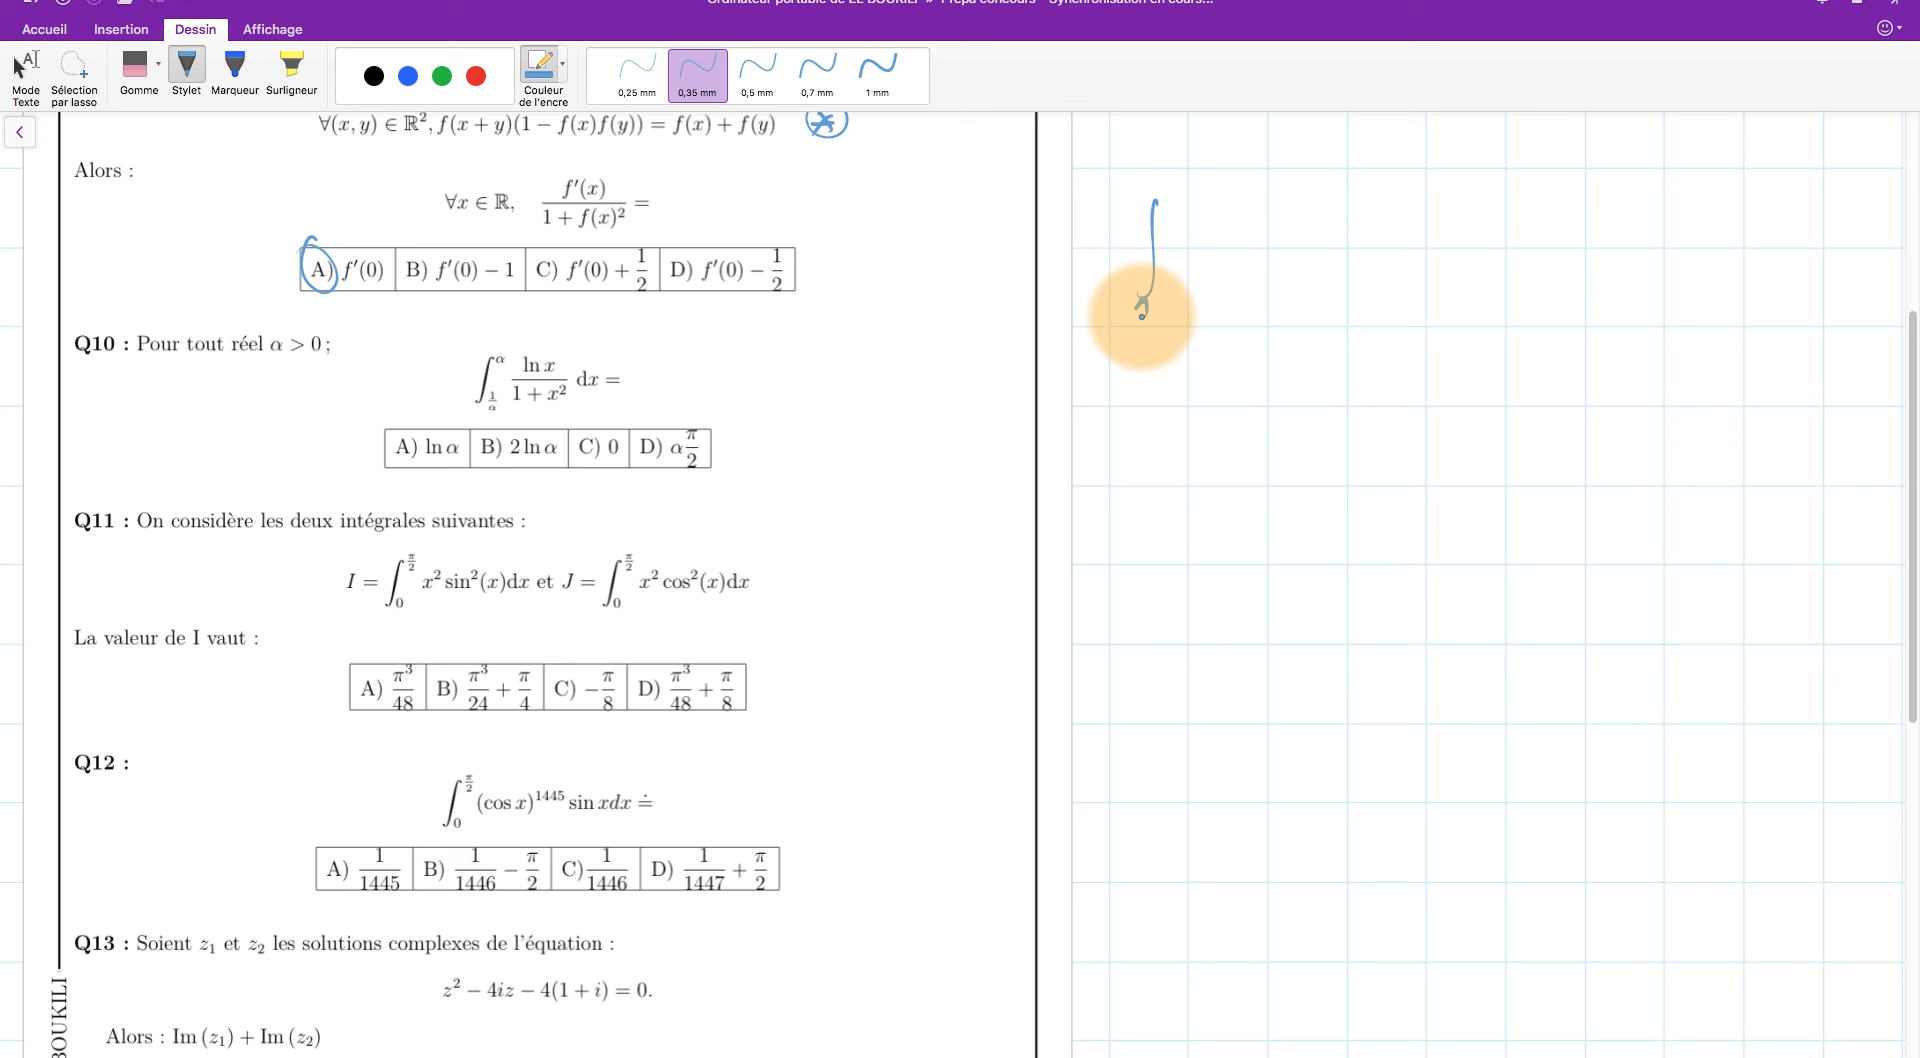 Accueil Insertion Dessin Affichage
Mode Texte Sélection par lasso Gomme Stylet Marqueur Surligneur Couleur de l'encre 0,25 mm 0,35 mm 0,5 mm 0,7 mm 1 mm
∀(x, y) ∈ ℝ², f(x + y)(1 − f(x)f(y)) = f(x) + f(y)
Alors :
∀x ∈ ℝ, f′(x)/(1 + f(x)²) =
A) f′(0) B) f′(0) − 1 C) f′(0) + 1/2 D) f′(0) − 1/2
Q10 : Pour tout réel α > 0 ;
∫_{1/α}^{α} ln x/(1 + x²) dx =
A) ln α B) 2 ln α C) 0 D) α π/2
Q11 : On considère les deux intégrales suivantes :
I = ∫_0^{π/2} x² sin²(x)dx et J = ∫_0^{π/2} x² cos²(x)dx
La valeur de I vaut :
A) π³/48 B) π³/24 + π/4 C) −π/8 D) π³/48 + π/8
Q12 :
∫_0^{π/2} (cos x)^{1445} sin xdx =
A) 1/1445 B) 1/1446 − π/2 C) 1/1446 D) 1/1447 + π/2
Q13 : Soient z₁ et z₂ les solutions complexes de l'équation :
z² − 4iz − 4(1 + i) = 0.
Alors : Im (z₁) + Im (z₂)
BOUKILI